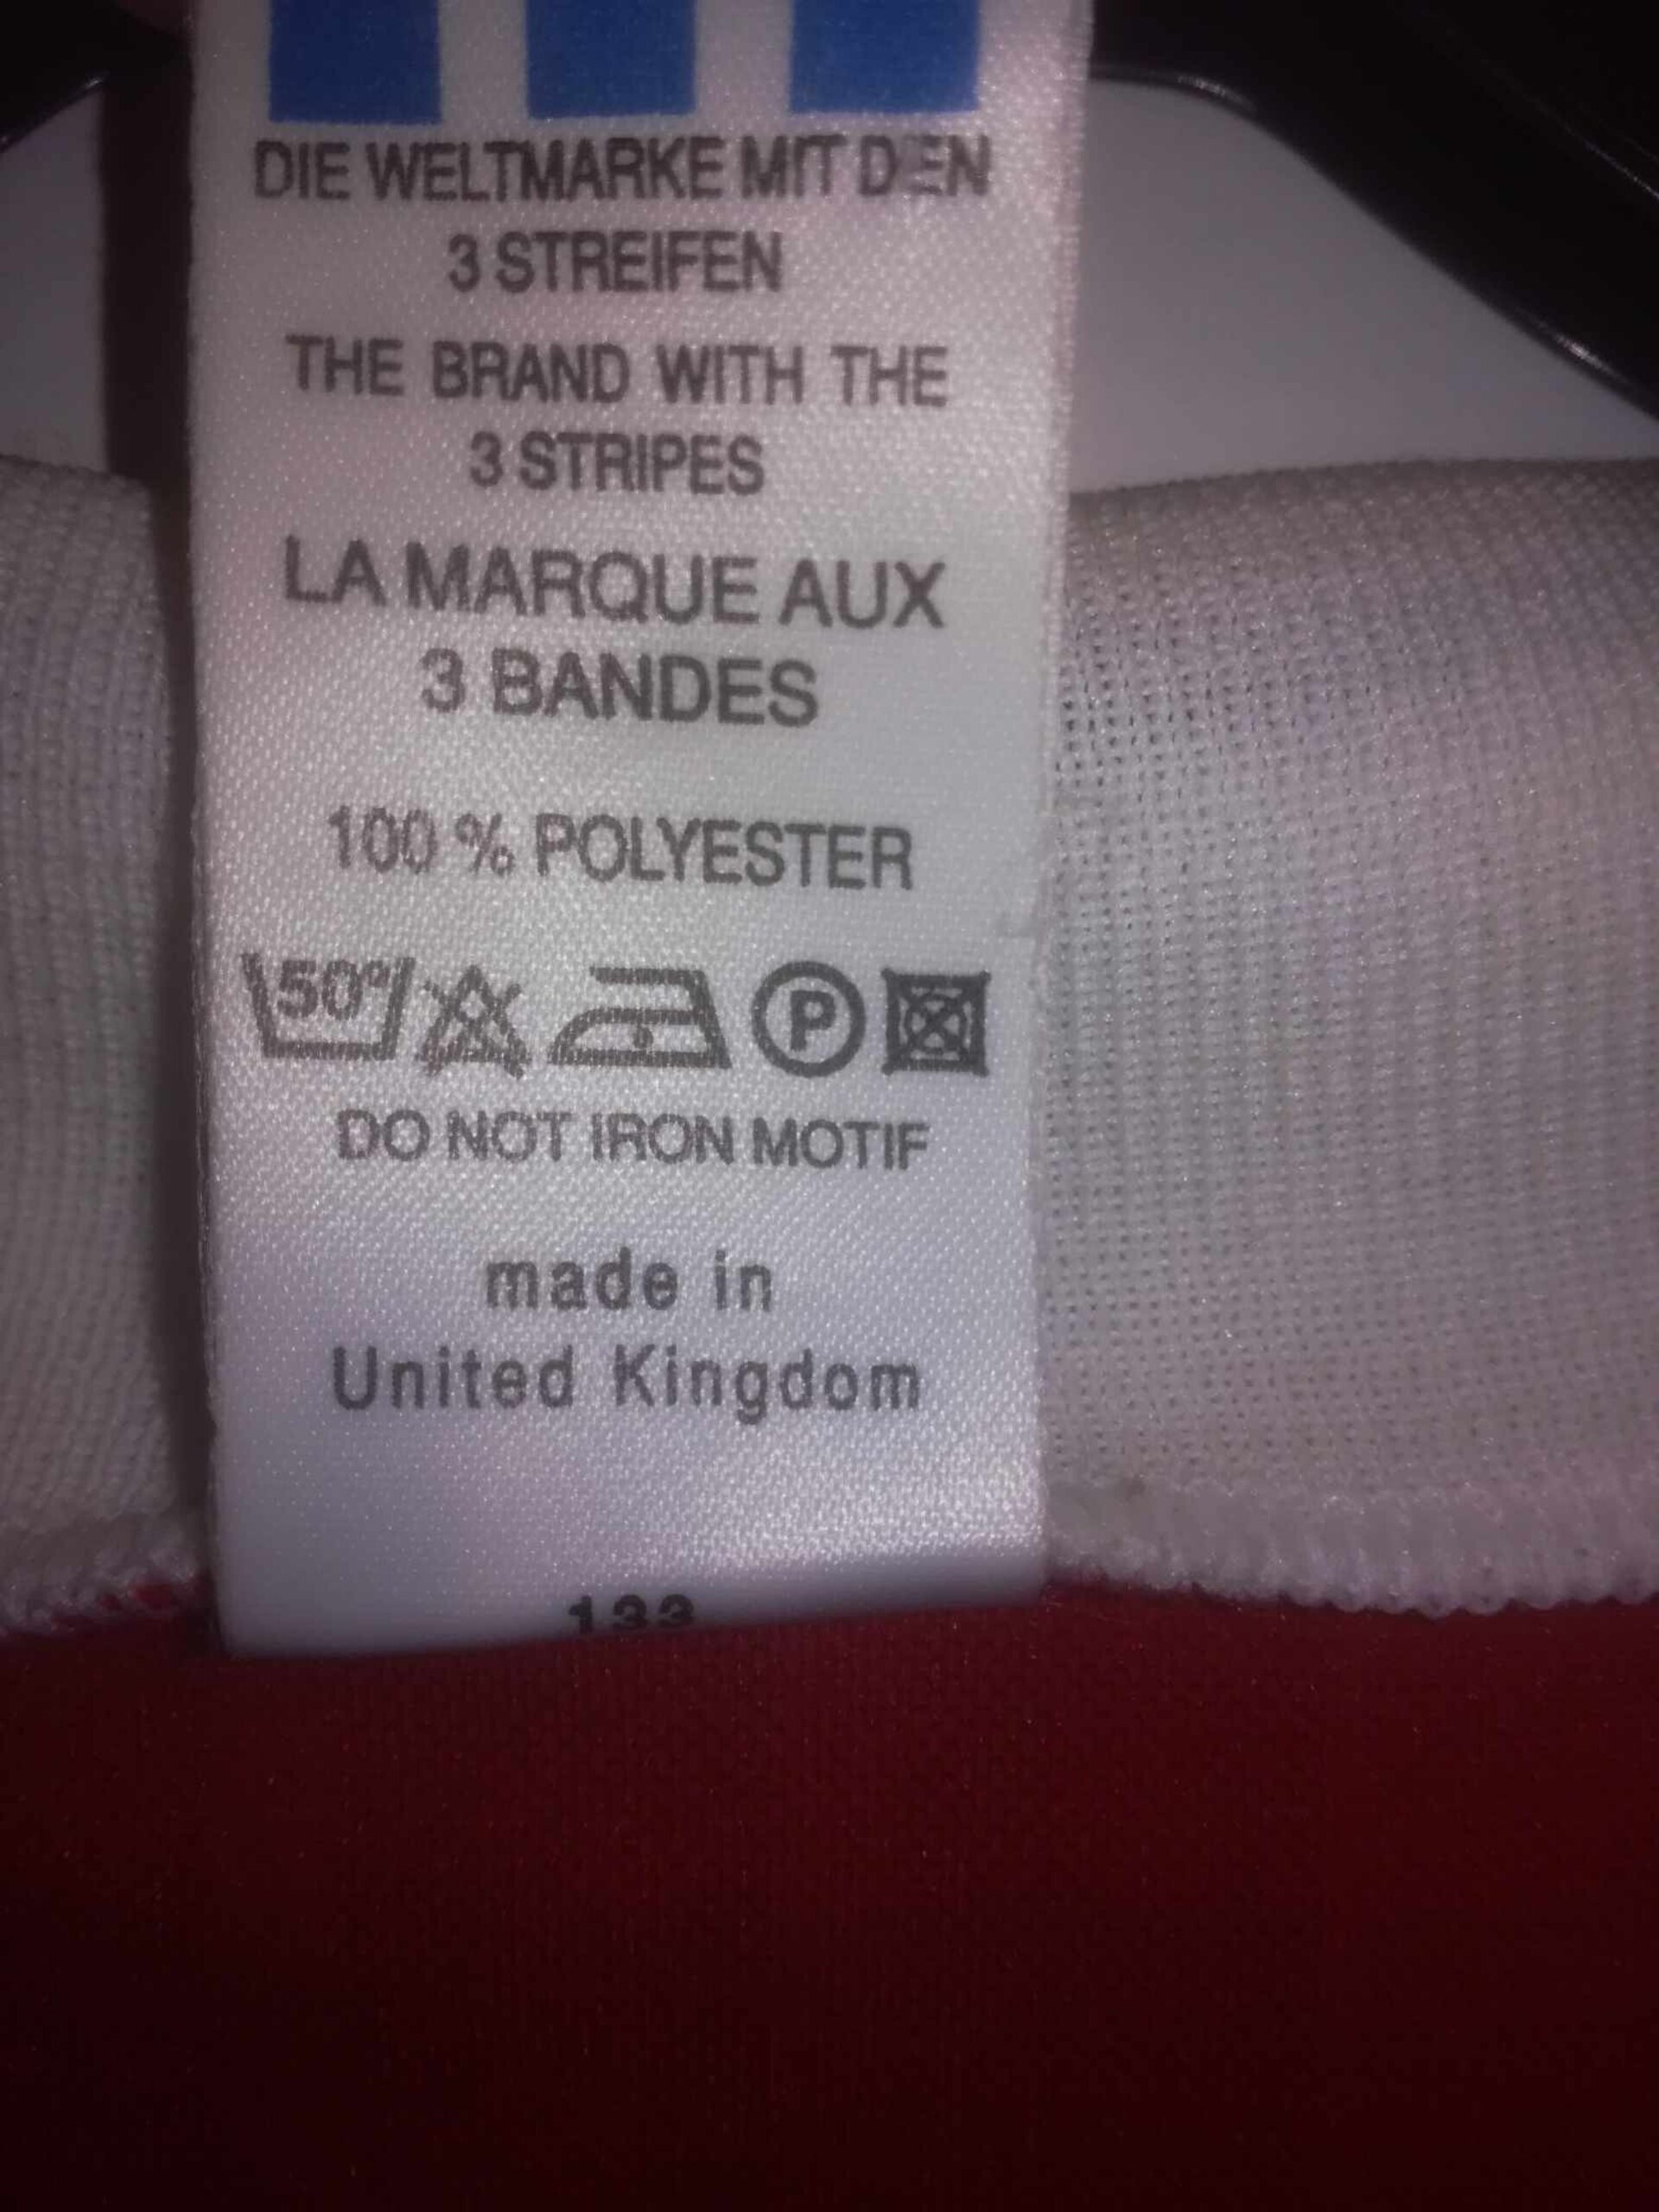 DIE WELTMARKE MIT DEN
3 STREIFEN
THE BRAND WITH THE
3 STRIPES
LA MARQUE AUX
3 BANDES
100 % POLYESTER
50° P
DO NOT IRON MOTIF
made in
United Kingdom
133